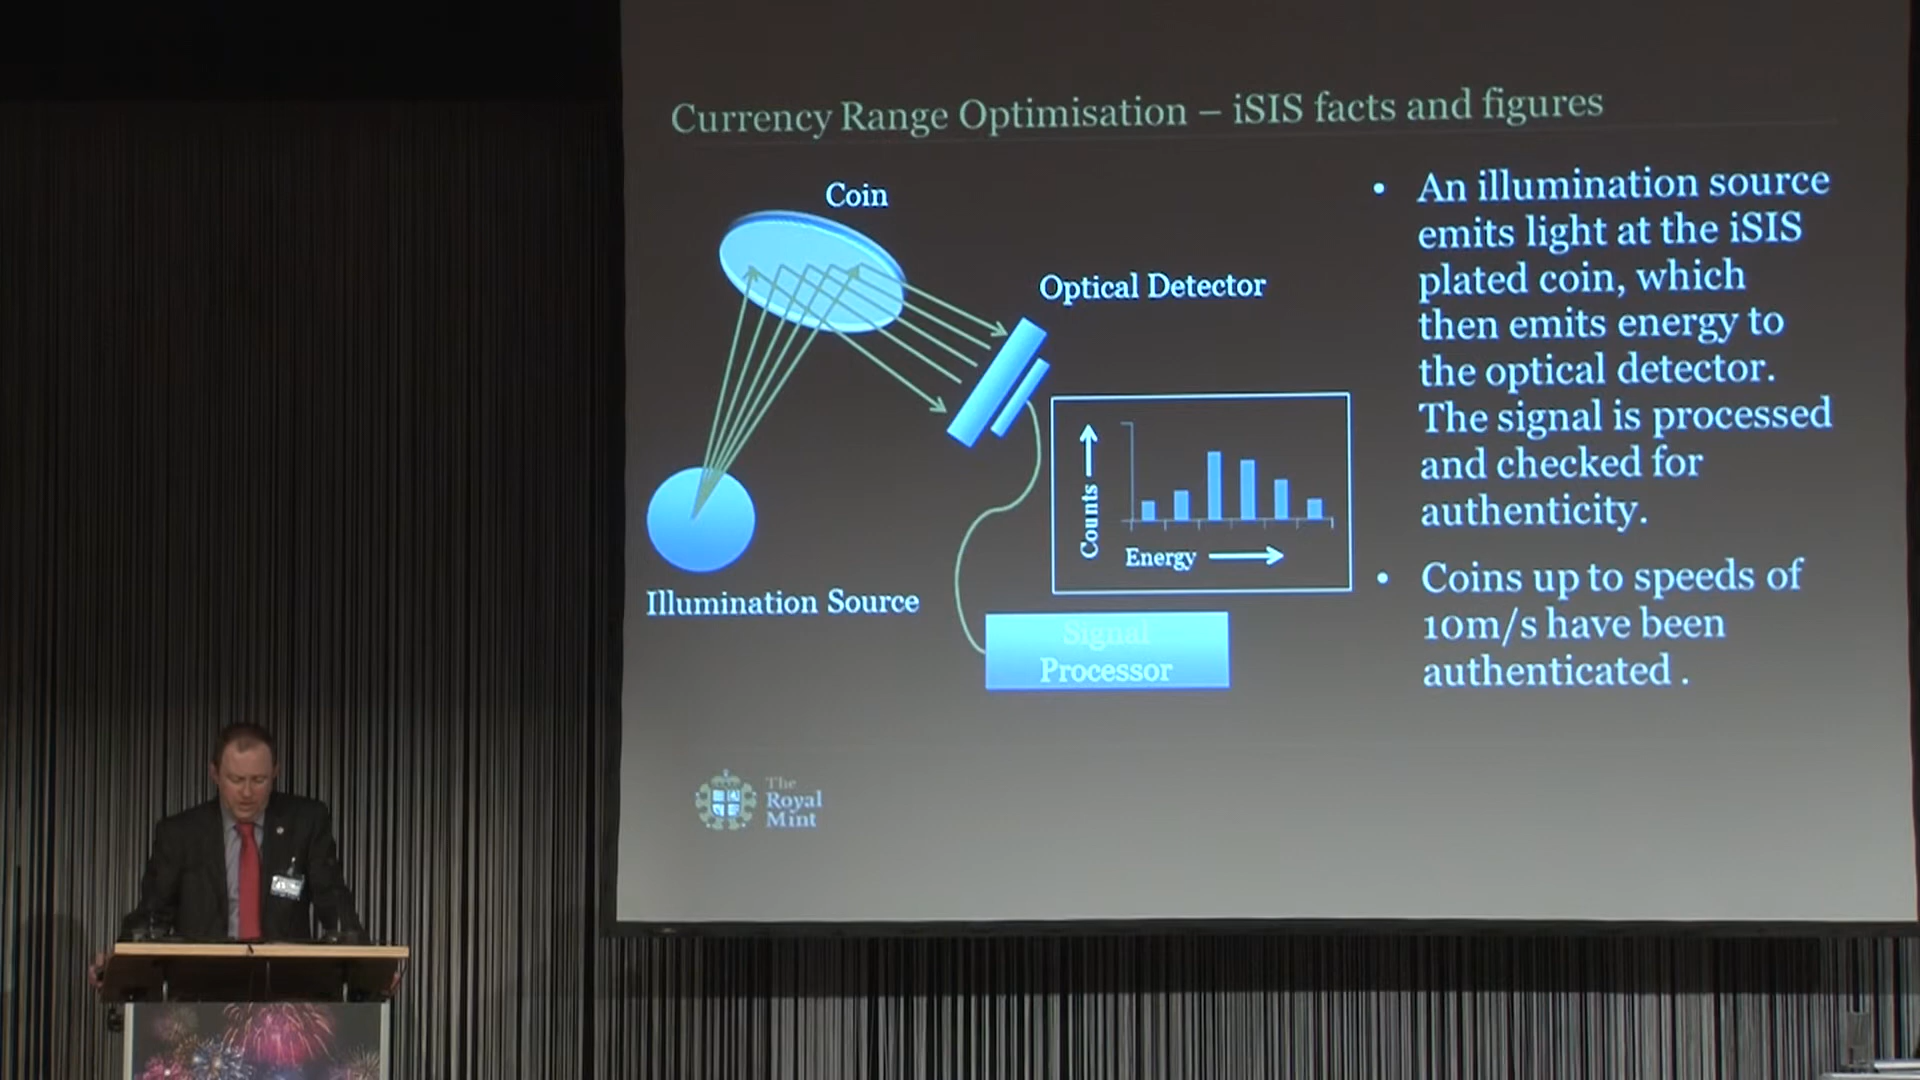 Currency Range Optimisation – iSIS facts and figures
Coin
Optical Detector
Illumination Source
Counts
Energy
Signal
Processor
• An illumination source
emits light at the iSIS
plated coin, which
then emits energy to
the optical detector.
The signal is processed
and checked for
authenticity.
• Coins up to speeds of
10m/s have been
authenticated .
The
Royal
Mint